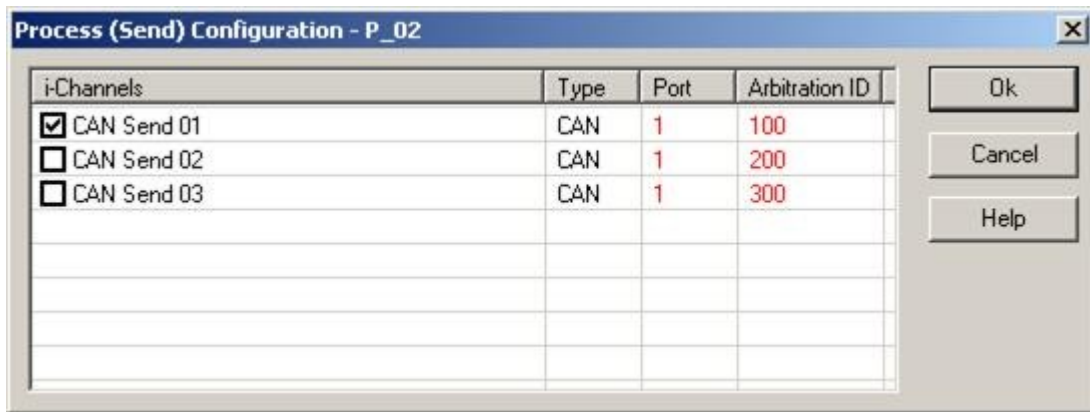 Process (Send) Configuration - P_02
i-Channels Type Port Arbitration ID Ok
CAN Send 01 CAN 1 100
CAN Send 02 CAN 1 200 Cancel
CAN Send 03 CAN 1 300
Help